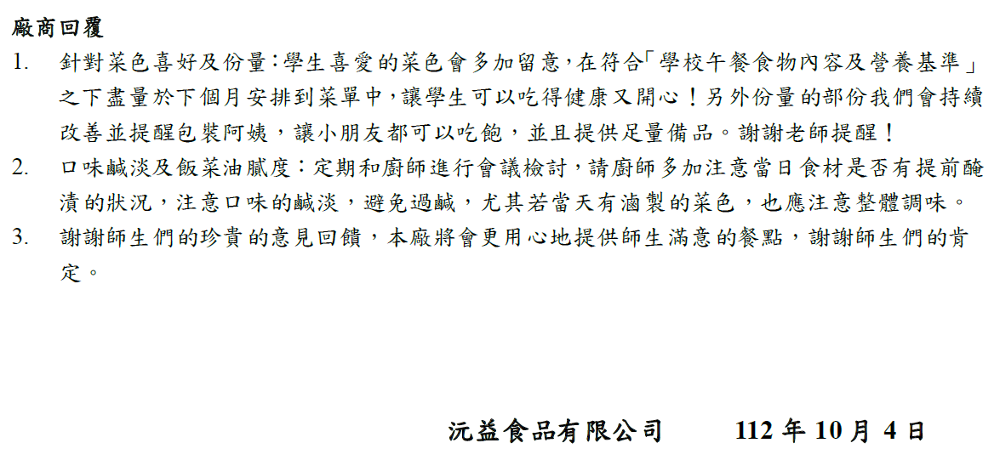 廠商回覆
1. 針對菜色喜好及份量：學生喜愛的菜色會多加留意，在符合「學校午餐食物內容及營養基準」
之下盡量於下個月安排到菜單中，讓學生可以吃得健康又開心！另外份量的部份我們會持續
改善並提醒包裝阿姨，讓小朋友都可以吃飽，並且提供足量備品。謝謝老師提醒！
2. 口味鹹淡及飯菜油膩度：定期和廚師進行會議檢討，請廚師多加注意當日食材是否有提前醃
漬的狀況，注意口味的鹹淡，避免過鹹，尤其若當天有滷製的菜色，也應注意整體調味。
3. 謝謝師生們的珍貴的意見回饋，本廠將會更用心地提供師生滿意的餐點，謝謝師生們的肯
定。
沅益食品有限公司 112 年 10 月 4 日